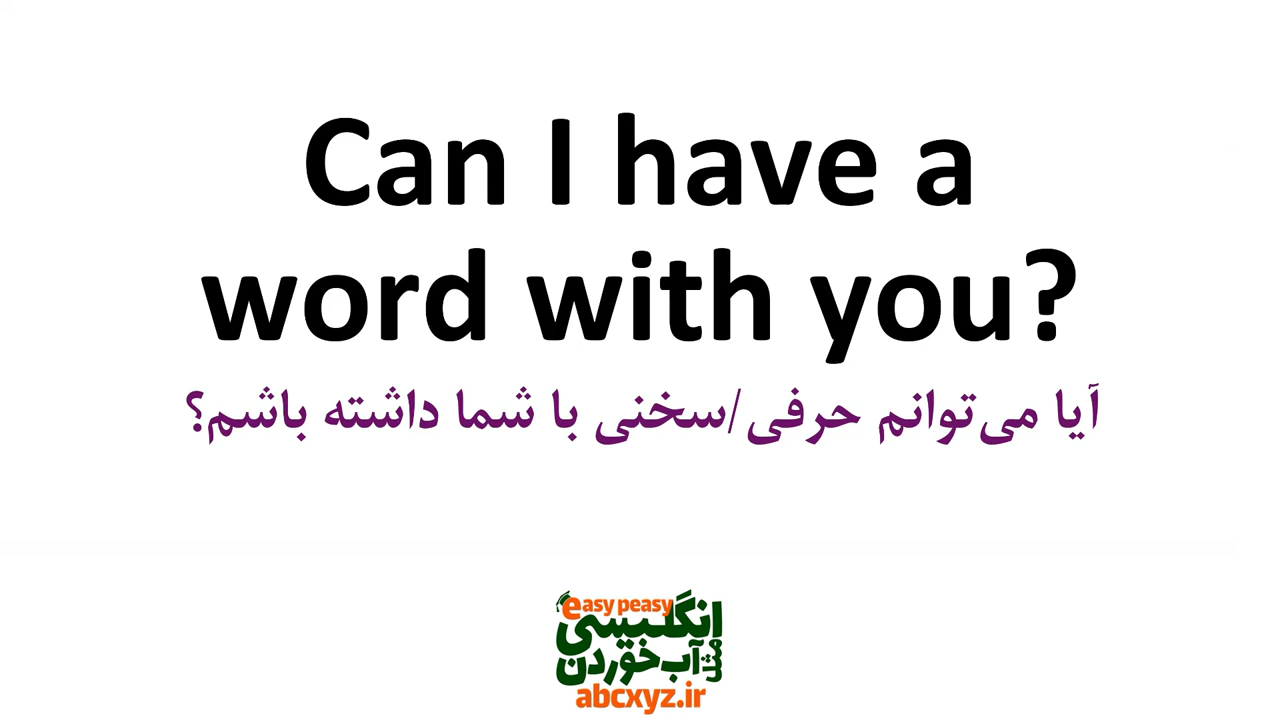 Can I have a
word with you?
آیا می‌توانم حرفی/سخنی با شما داشته باشم؟
easy peasy
انگلیسی
مثل آب خوردن
abcxyz.ir